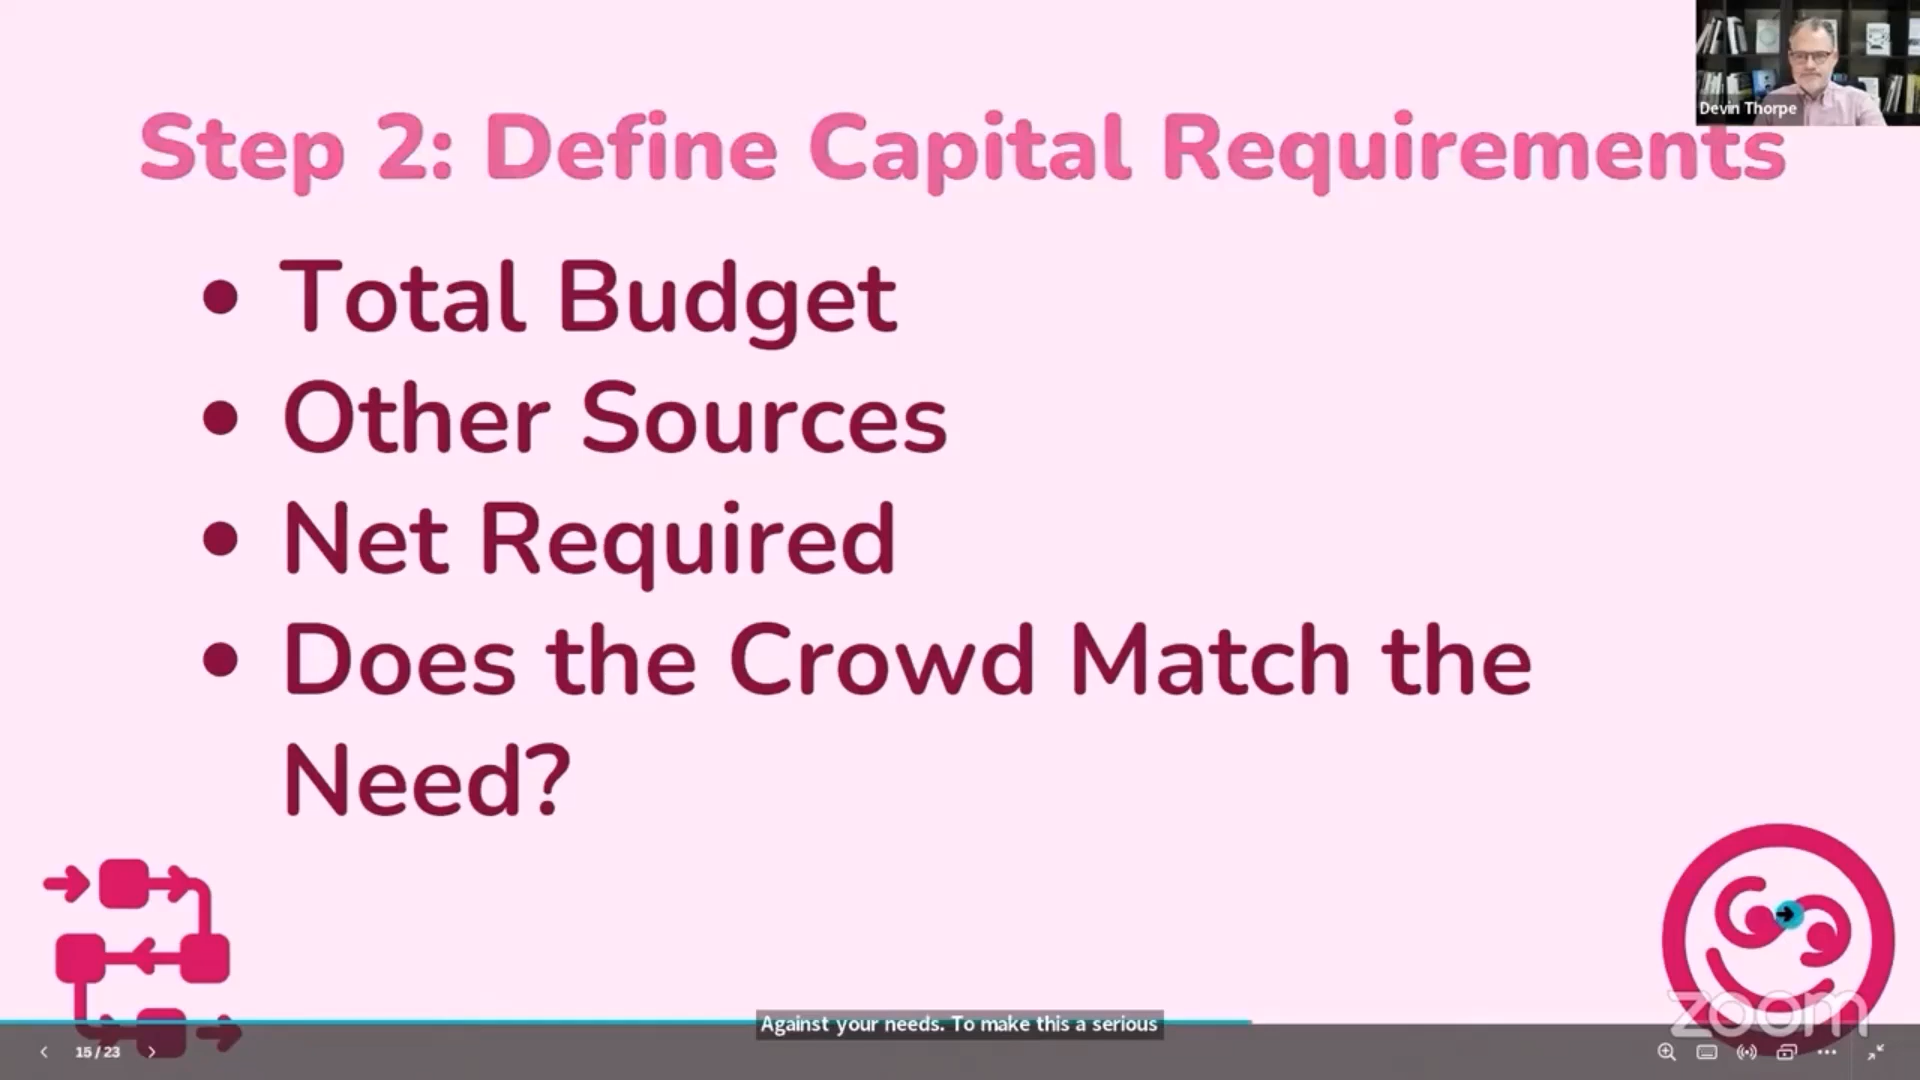 Devin Thorpe
Step 2: Define Capital Requirements
• Total Budget
• Other Sources
• Net Required
• Does the Crowd Match the
Need?
zoom
Against your needs. To make this a serious
15 / 23